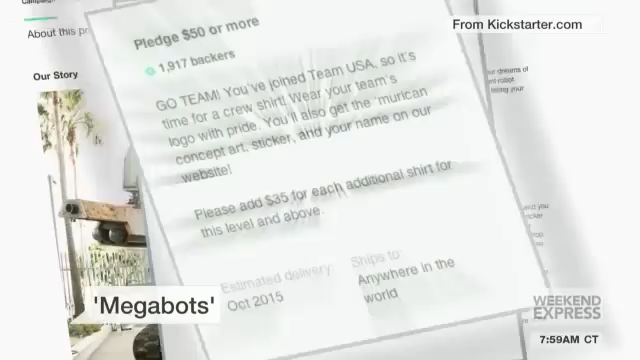 Campaign
About this pr
Our Story
From Kickstarter.com
Pledge $50 or more
1,917 backers
GO TEAM! You've joined Team USA, so it's
time for a crew shirt. Wear your team's
logo with pride. You'll also get the 'murican
concept art, sticker, and your name on our
website!
Please add $35 for each additional shirt for
this level and above.
Estimated delivery:
Oct 2015
Ships to:
Anywhere in the
world
'Megabots'
WEEKEND
EXPRESS
7:59AM CT